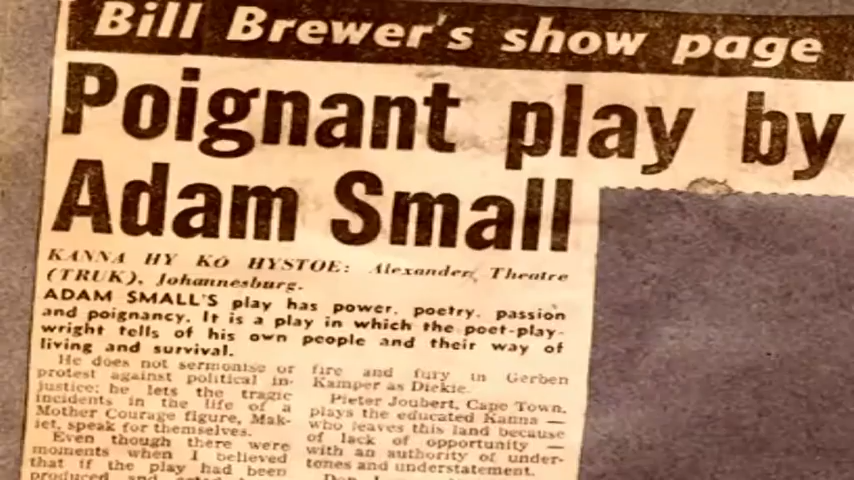 Bill Brewer's show page
Poignant play by
Adam Small
KANNA HY KÔ HYSTOE: Alexander Theatre
(TRUK), Johannesburg.
ADAM SMALL'S play has power, poetry, passion
and poignancy. It is a play in which the poet-play-
wright tells of his own people and their way of
living and survival.
He does not sermonise or
protest against political in-
justice; he lets the tragic
incidents in the life of a
Mother Courage figure, Mak-
iet, speak for themselves.
Even though there were
moments when I believed
that if the play had been
produced and
fire and fury in Gerben
Kamper as Diekie.
Pieter Joubert, Cape Town,
plays the educated Kanna —
who leaves this land because
of lack of opportunity —
with an authority of under-
tones and understatement.